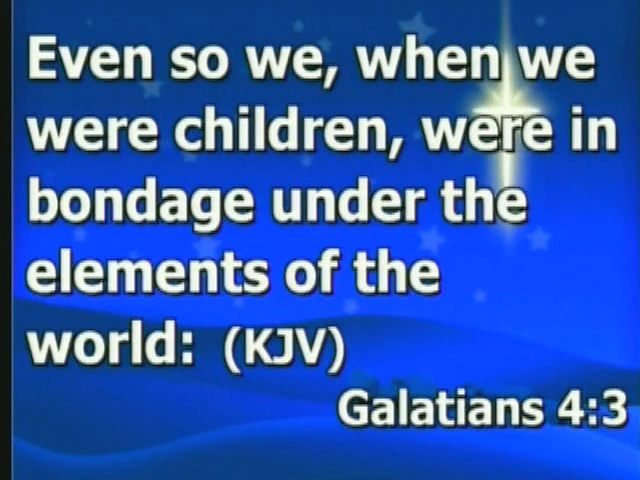 Even so we, when we
were children, were in
bondage under the
elements of the
world: (KJV)
Galatians 4:3